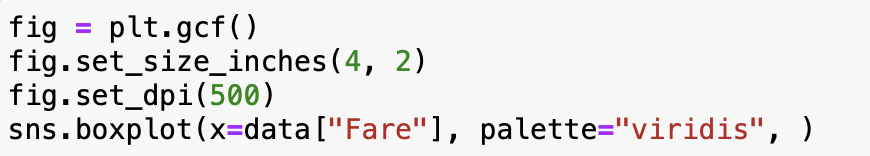 fig = plt.gcf()
fig.set_size_inches(4, 2)
fig.set_dpi(500)
sns.boxplot(x=data["Fare"], palette="viridis", )